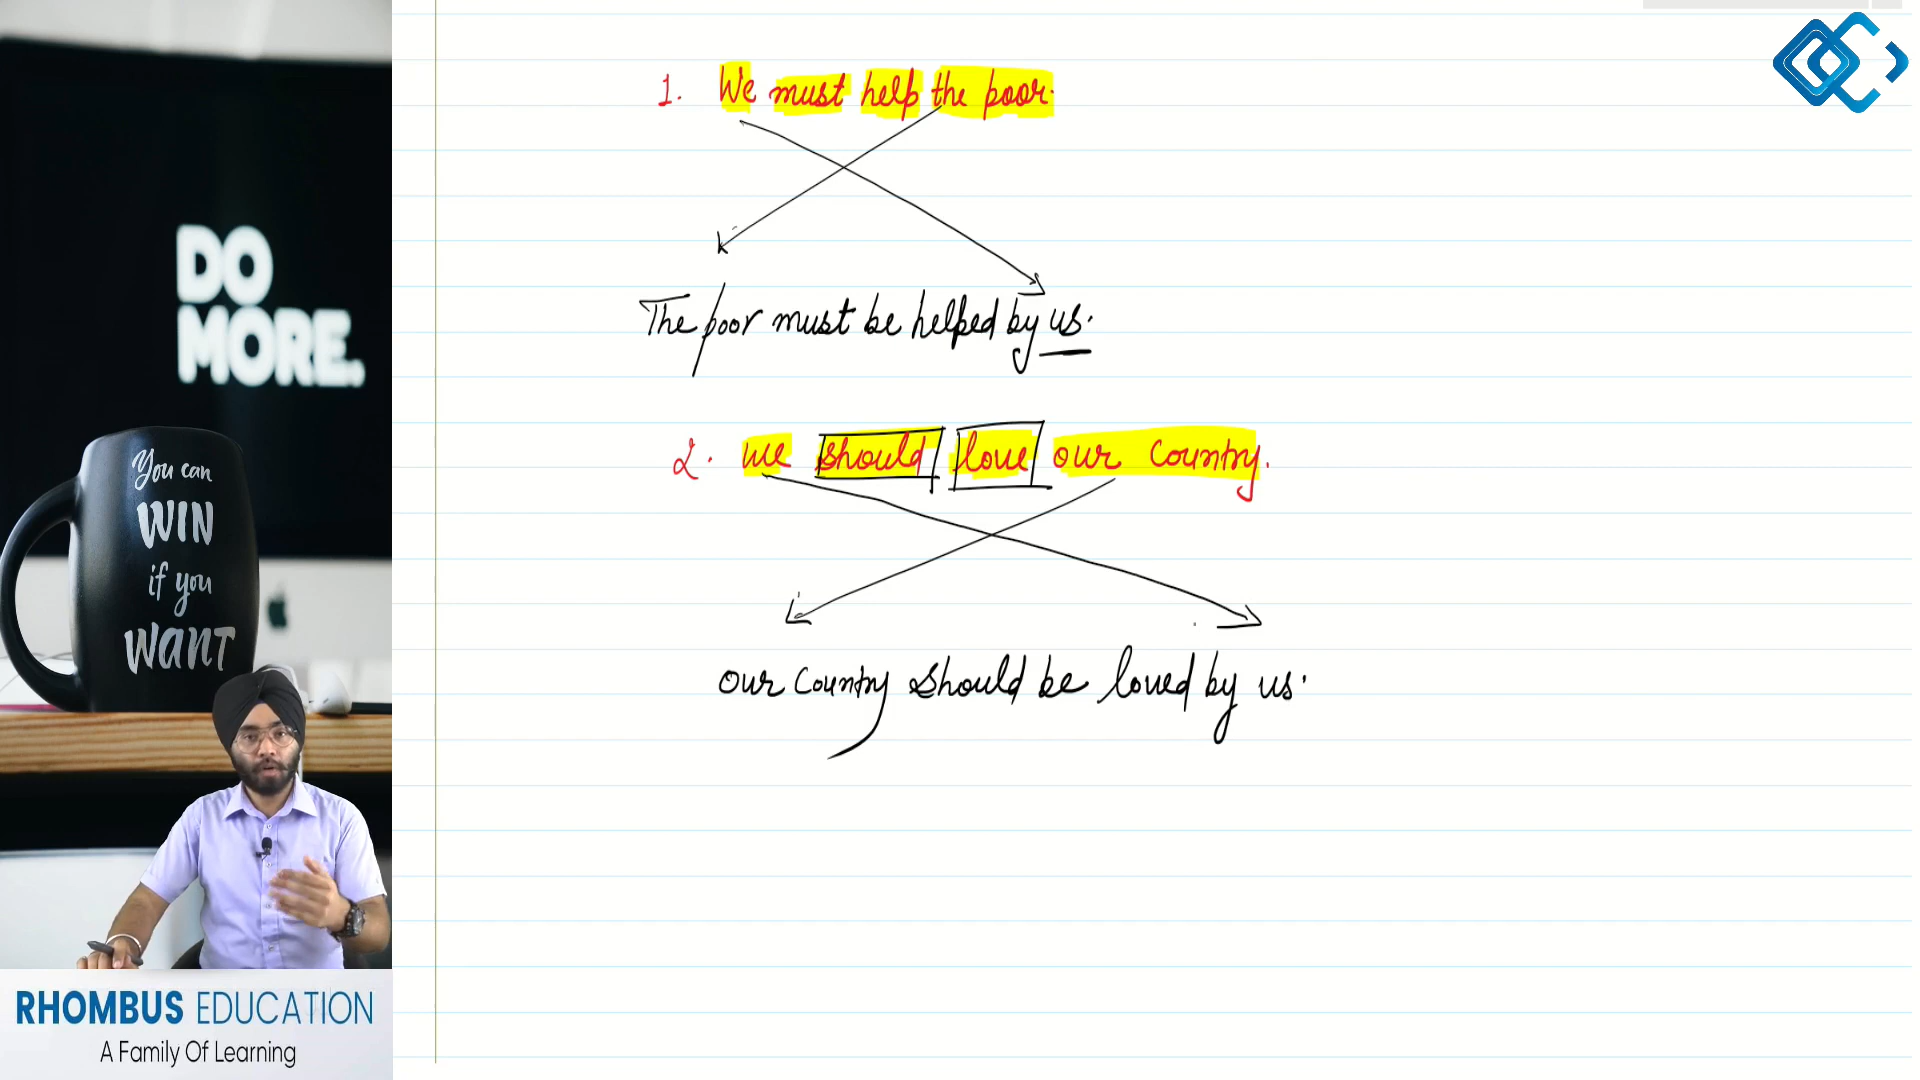 DO
MORE.
You can
WIN
if you
WANT
RHOMBUS EDUCATION
A Family Of Learning
1. We must help the poor.
The poor must be helped by us.
2. We should love our country.
our country should be loved by us.